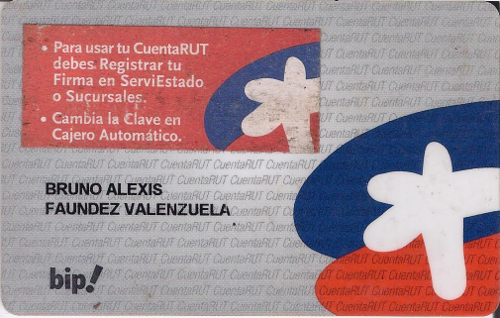 • Para usar tu CuentaRUT
debes Registrar tu
Firma en ServiEstado
o Sucursales.
• Cambia la Clave en
Cajero Automático.
BRUNO ALEXIS
FAUNDEZ VALENZUELA
bip!